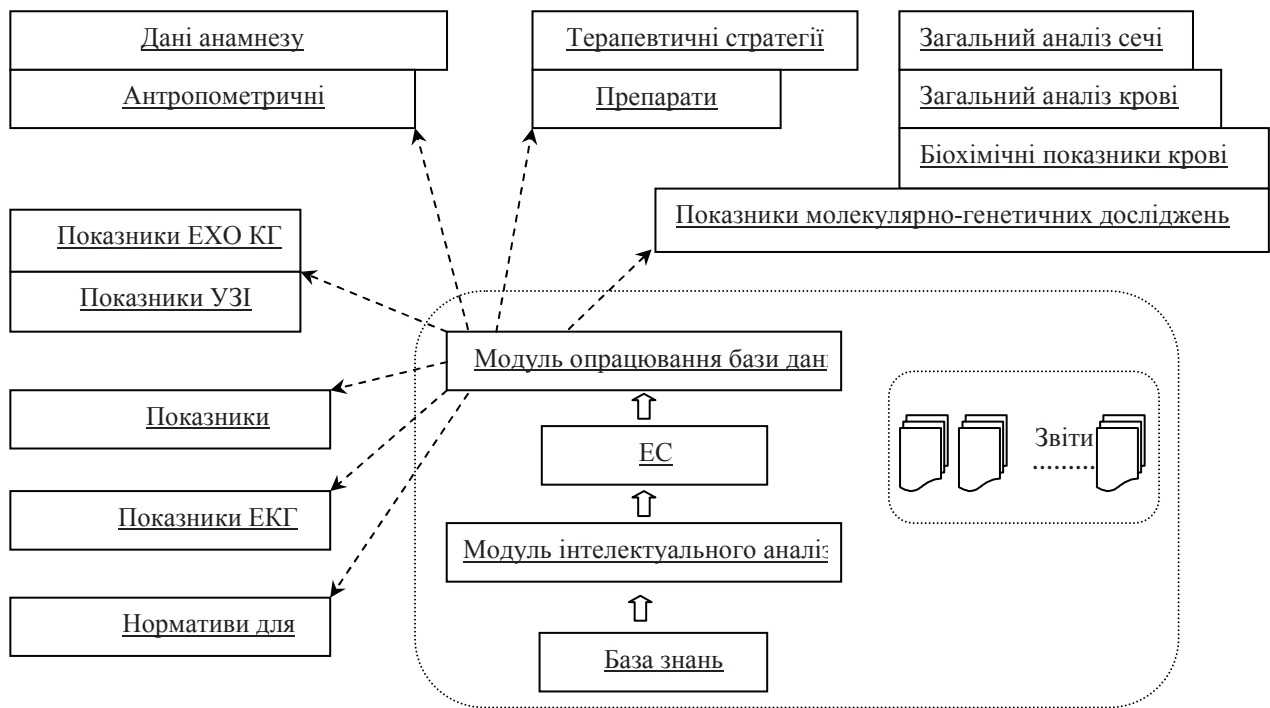 Дані анамнезу
Терапевтичні стратегії
Загальний аналіз сечі
Антропометричні
Препарати
Загальний аналіз крові
Біохімічні показники крові
Показники молекулярно-генетичних досліджень
Показники ЕХО КГ
Показники УЗІ
Модуль опрацювання бази дан
Показники
ЕС
Звіти
Показники ЕКГ
Модуль інтелектуального аналіз
Нормативи для
База знань